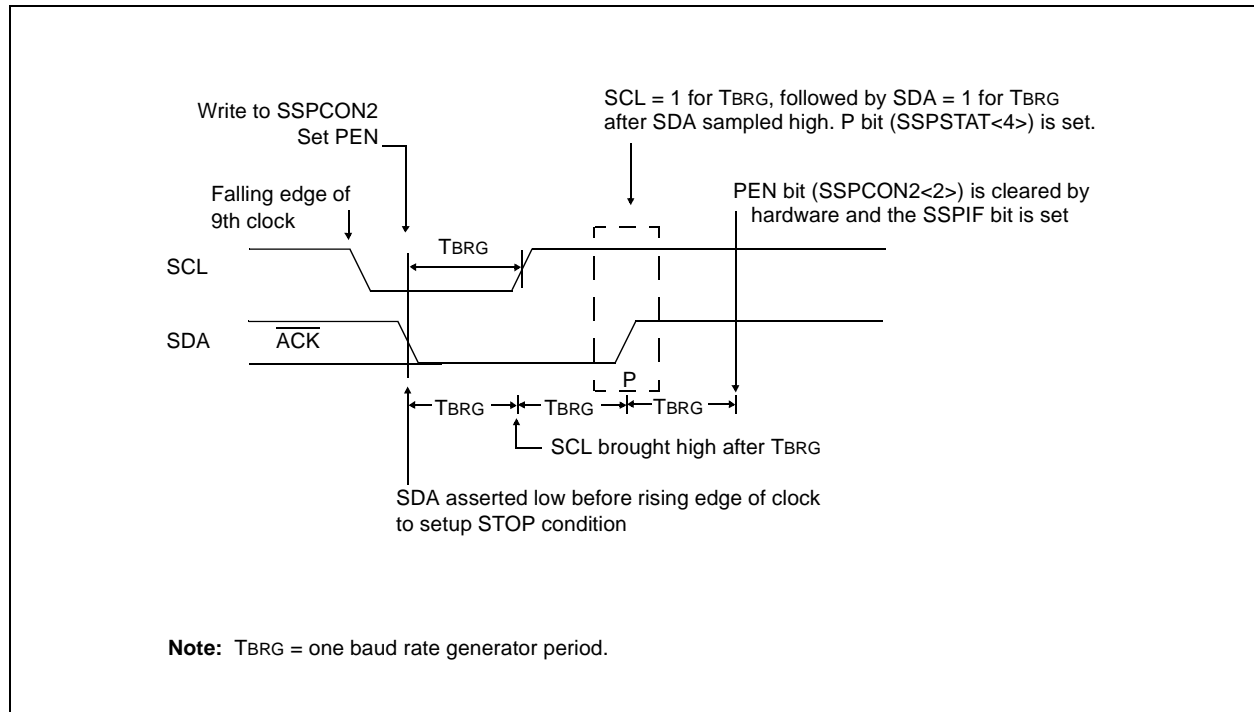 Write to SSPCON2
Set PEN
SCL = 1 for TBRG, followed by SDA = 1 for TBRG
after SDA sampled high. P bit (SSPSTAT<4>) is set.
Falling edge of
9th clock
PEN bit (SSPCON2<2>) is cleared by
hardware and the SSPIF bit is set
SCL
TBRG
SDA
ACK
P
TBRG
TBRG
TBRG
SCL brought high after TBRG
SDA asserted low before rising edge of clock
to setup STOP condition
Note: TBRG = one baud rate generator period.